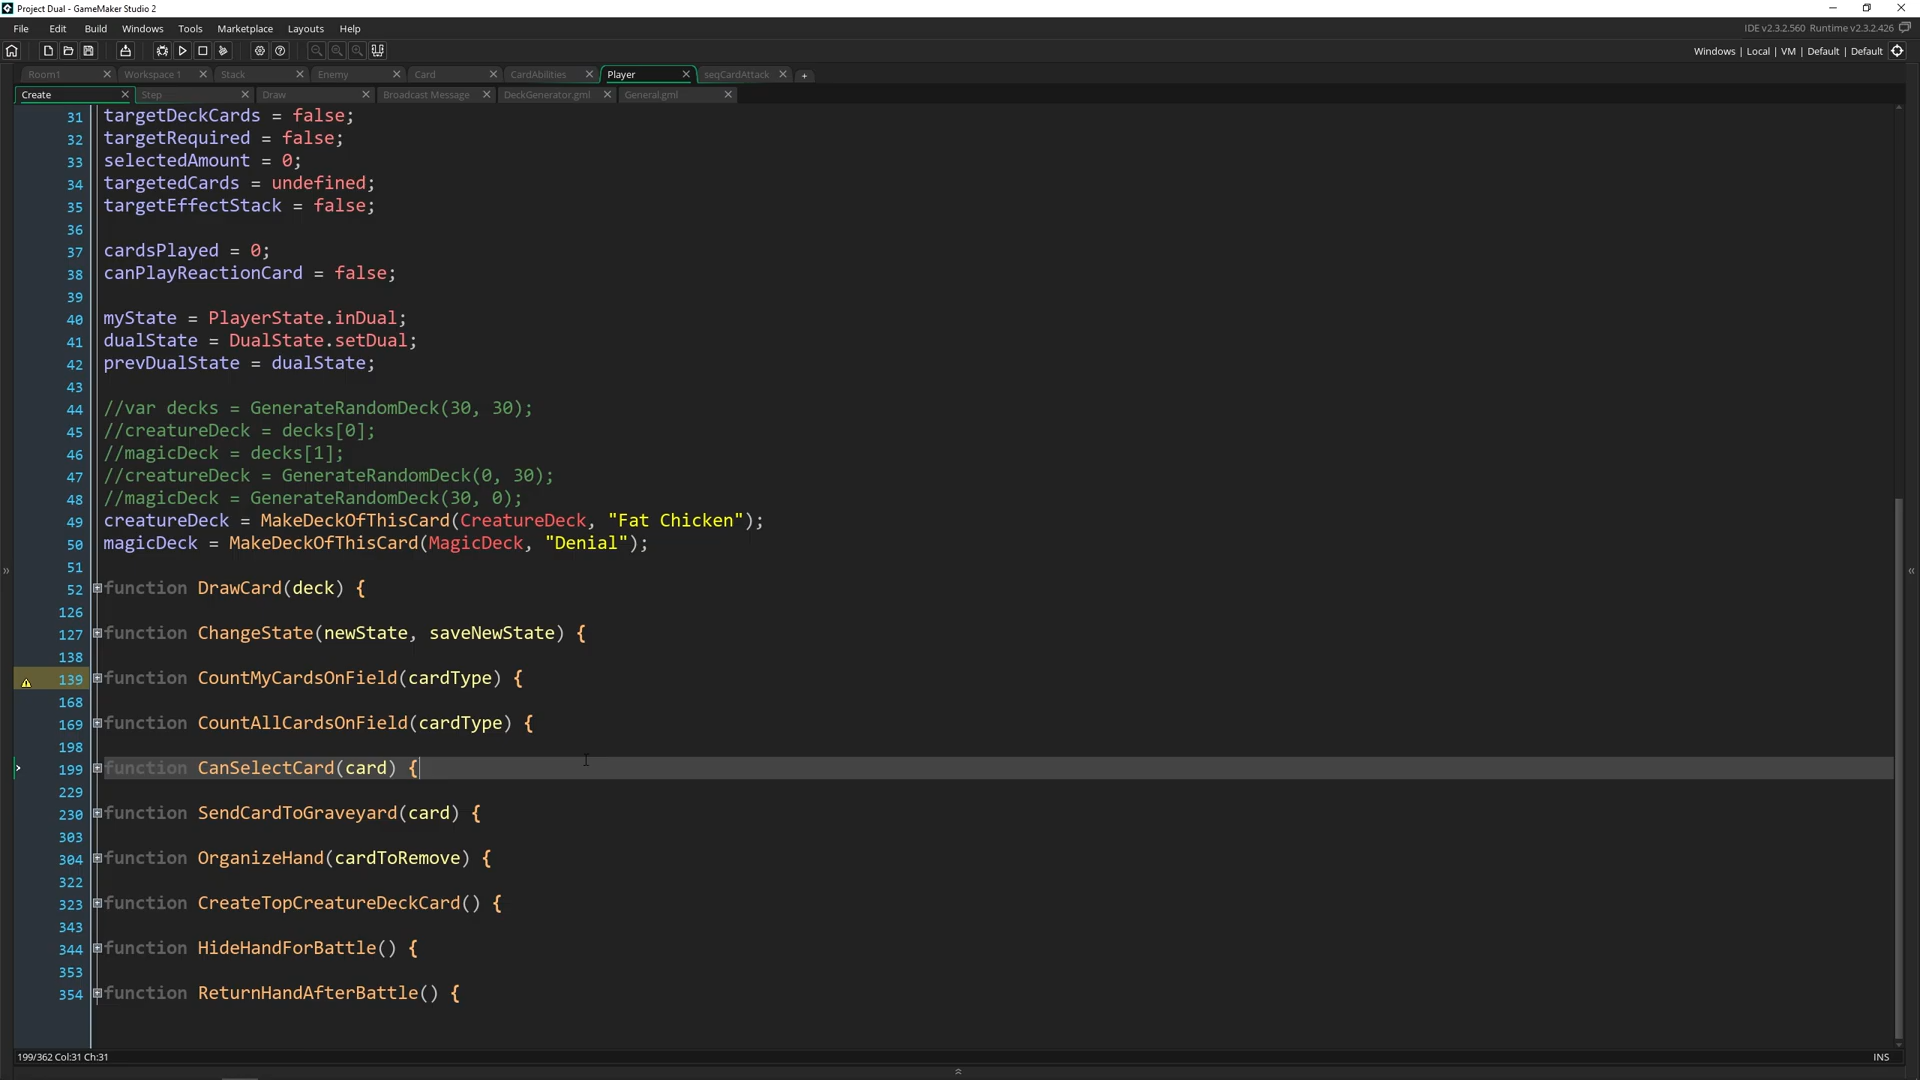 Project Dual - GameMaker Studio 2
File Edit Build Windows Tools Marketplace Layouts Help
IDE v2.3.2.560 Runtime v2.3.2.426
Windows | Local | VM | Default | Default
Room1 Workspace 1 Stack Enemy Card CardAbilities Player seqCardAttack
Create Step Draw Broadcast Message DeckGenerator.gml General.gml
31 targetDeckCards = false;
32 targetRequired = false;
33 selectedAmount = 0;
34 targetedCards = undefined;
35 targetEffectStack = false;
36
37 cardsPlayed = 0;
38 canPlayReactionCard = false;
39
40 myState = PlayerState.inDual;
41 dualState = DualState.setDual;
42 prevDualState = dualState;
43
44 //var decks = GenerateRandomDeck(30, 30);
45 //creatureDeck = decks[0];
46 //magicDeck = decks[1];
47 //creatureDeck = GenerateRandomDeck(0, 30);
48 //magicDeck = GenerateRandomDeck(30, 0);
49 creatureDeck = MakeDeckOfThisCard(CreatureDeck, "Fat Chicken");
50 magicDeck = MakeDeckOfThisCard(MagicDeck, "Denial");
51
52 function DrawCard(deck) {
126
127 function ChangeState(newState, saveNewState) {
138
139 function CountMyCardsOnField(cardType) {
168
169 function CountAllCardsOnField(cardType) {
198
199 function CanSelectCard(card) {
229
230 function SendCardToGraveyard(card) {
303
304 function OrganizeHand(cardToRemove) {
322
323 function CreateTopCreatureDeckCard() {
343
344 function HideHandForBattle() {
353
354 function ReturnHandAfterBattle() {
199/362 Col:31 Ch:31
INS